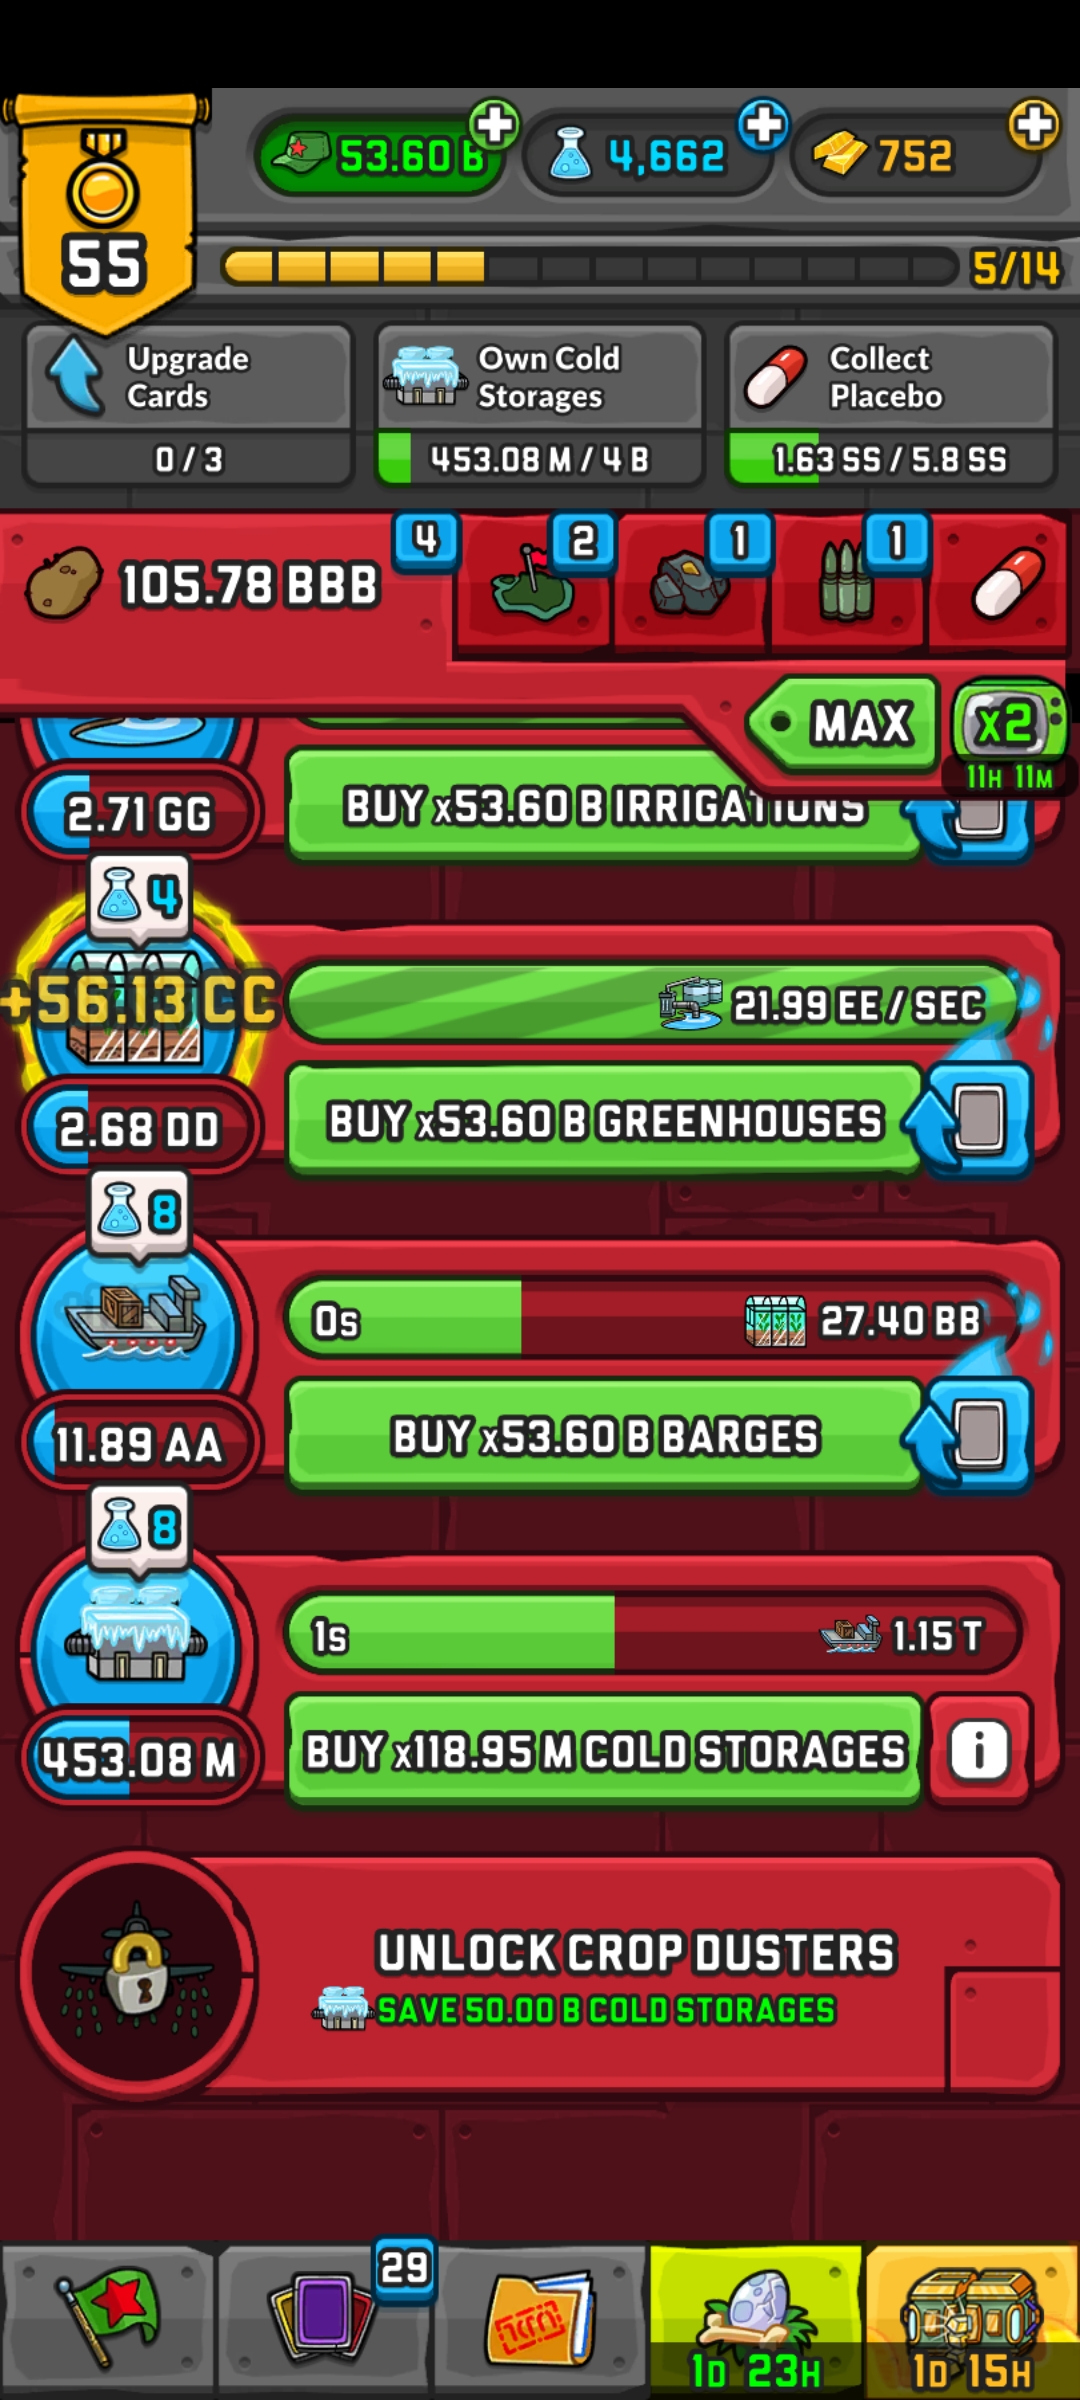 55
53.60 B
4,662
752
5/14
Upgrade
Cards
0 / 3
Own Cold
Storages
453.08 M / 4 B
Collect
Placebo
1.63 SS / 5.8 SS
105.78 BBB
4
2
1
1
MAX
x2
11H 11M
2.71 GG
BUY x53.60 B IRRIGATIONS
4
+56.13 CC
21.99 EE / SEC
2.68 DD
BUY x53.60 B GREENHOUSES
8
0s
27.40 BB
11.89 AA
BUY x53.60 B BARGES
8
1s
1.15 T
453.08 M
BUY x118.95 M COLD STORAGES
i
UNLOCK CROP DUSTERS
SAVE 50.00 B COLD STORAGES
29
1D 23H
1D 15H